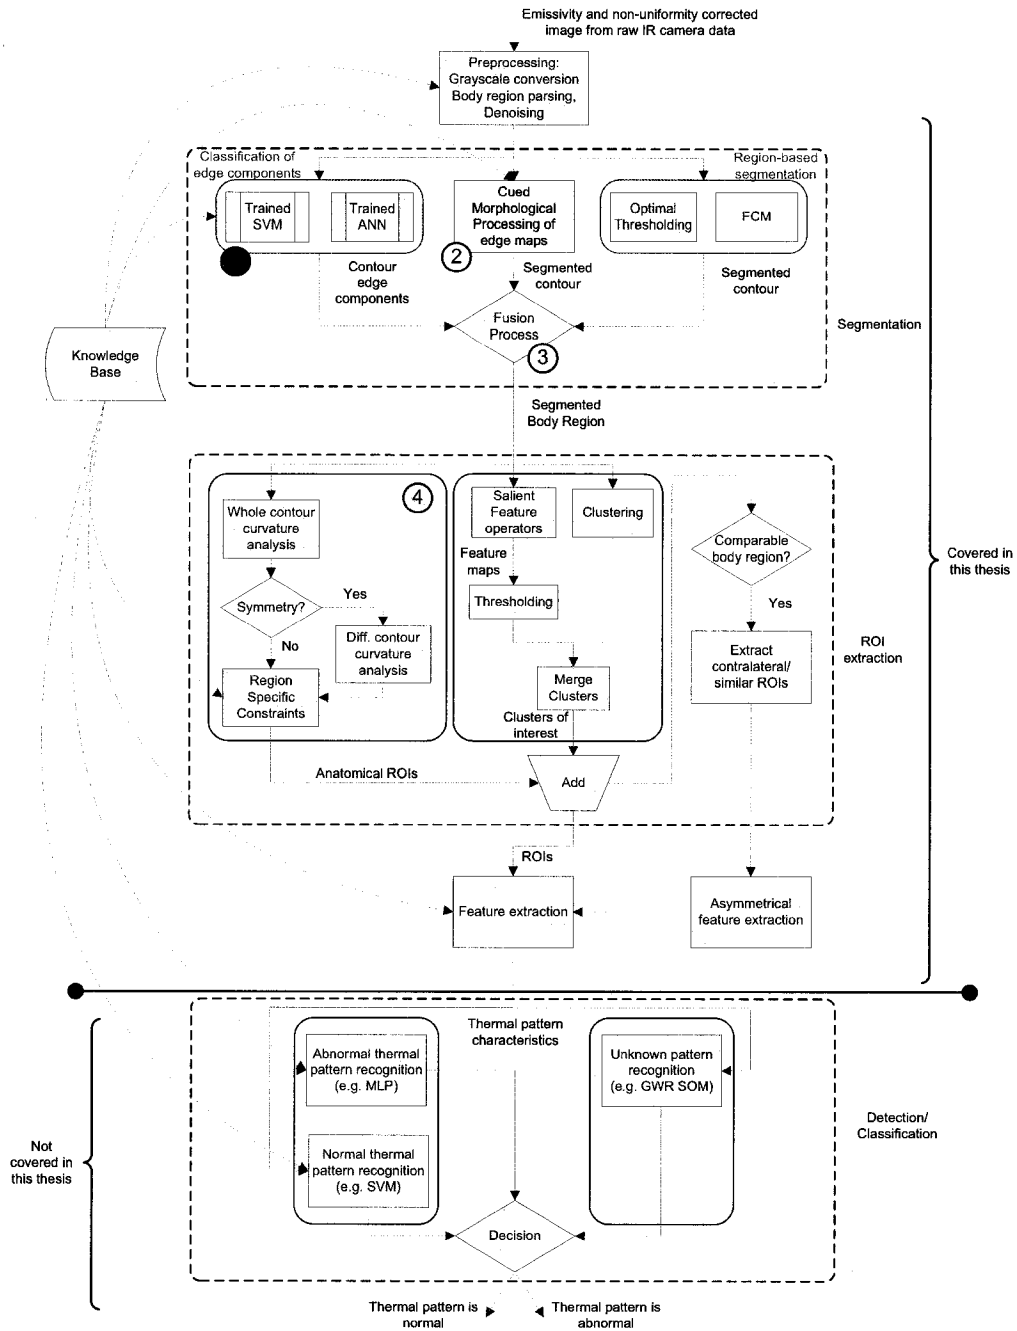 Emissivity and non-uniformity corrected
image from raw IR camera data
Preprocessing:
Grayscale conversion
Body region parsing,
Denoising
Classification of
edge components
Region-based
segmentation
Trained
SVM
Trained
ANN
Cued
Morphological
Processing of
edge maps
Optimal
Thresholding
FCM
2
Contour
edge
components
Segmented
contour
Segmented
contour
Fusion
Process
3
Segmentation
Knowledge
Base
Segmented
Body Region
4
Whole contour
curvature
analysis
Salient
Feature
operators
Clustering
Comparable
body region?
Covered in
this thesis
Feature
maps
Symmetry?
Yes
Thresholding
Yes
No
Diff. contour
curvature
analysis
Extract
contralateral/
similar ROIs
ROI
extraction
Region
Specific
Constraints
Merge
Clusters
Clusters of
interest
Anatomical ROIs
Add
ROIs
Feature extraction
Asymmetrical
feature extraction
Thermal pattern
characteristics
Abnormal thermal
pattern recognition
(e.g. MLP)
Unknown pattern
recognition
(e.g. GWR SOM)
Detection/
Classification
Not
covered in
this thesis
Normal thermal
pattern recognition
(e.g. SVM)
Decision
Thermal pattern is
normal
Thermal pattern is
abnormal